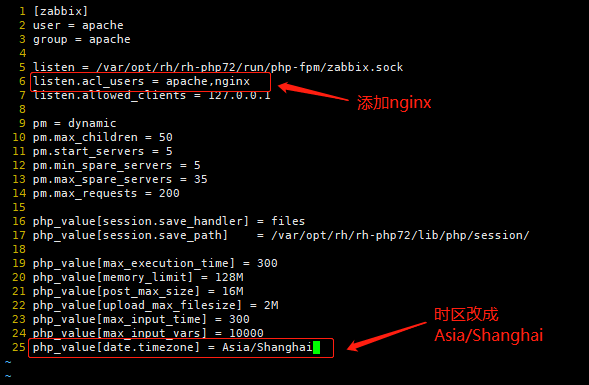 1 [zabbix]
2 user = apache
3 group = apache
4
5 listen = /var/opt/rh/rh-php72/run/php-fpm/zabbix.sock
6 listen.acl_users = apache,nginx
7 listen.allowed_clients = 127.0.0.1
添加nginx
8
9 pm = dynamic
10 pm.max_children = 50
11 pm.start_servers = 5
12 pm.min_spare_servers = 5
13 pm.max_spare_servers = 35
14 pm.max_requests = 200
15
16 php_value[session.save_handler] = files
17 php_value[session.save_path]    = /var/opt/rh/rh-php72/lib/php/session/
18
19 php_value[max_execution_time] = 300
20 php_value[memory_limit] = 128M
21 php_value[post_max_size] = 16M
22 php_value[upload_max_filesize] = 2M
23 php_value[max_input_time] = 300
24 php_value[max_input_vars] = 10000
25 php_value[date.timezone] = Asia/Shanghai
时区改成
Asia/Shanghai
~
~